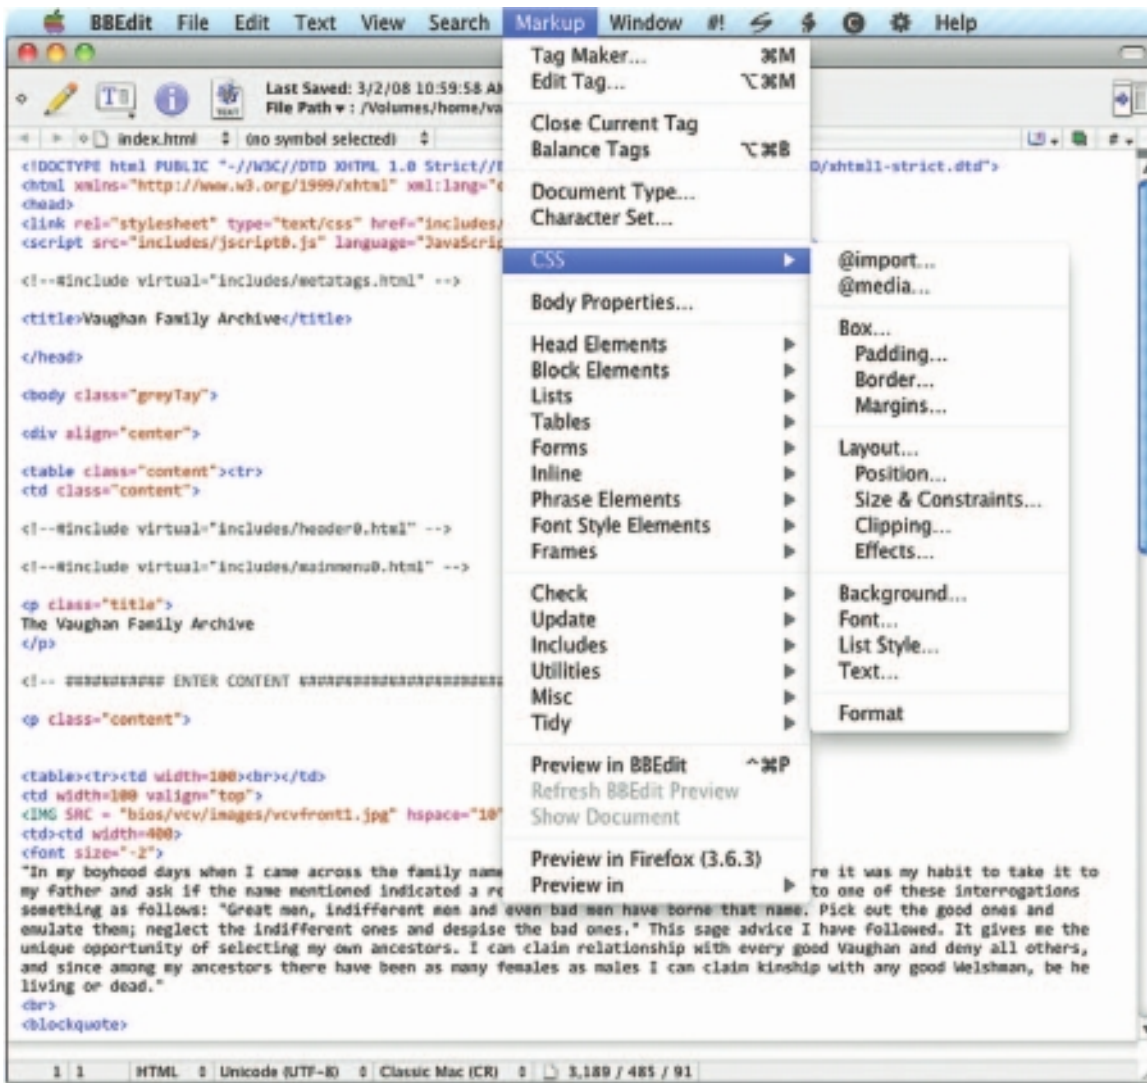 BBEdit File Edit Text View Search Markup Window #! Help
Last Saved: 3/2/08 10:59:58 AM
File Path ▾ : /Volumes/home/va
index.html (no symbol selected)
<!DOCTYPE html PUBLIC "-//W3C//DTD XHTML 1.0 Strict//
D/xhtml1-strict.dtd">
<html xmlns="http://www.w3.org/1999/xhtml" xml:lang="
<head>
<link rel="stylesheet" type="text/css" href="includes/
<script src="includes/jscript0.js" language="JavaScrip
<!--#include virtual="includes/metatags.html" -->
<title>Vaughan Family Archive</title>
</head>
<body class="greyTay">
<div align="center">
<table class="content"><tr>
<td class="content">
<!--#include virtual="includes/header0.html" -->
<!--#include virtual="includes/mainmenu0.html" -->
<p class="title">
The Vaughan Family Archive
</p>
<!-- ########### ENTER CONTENT #######################
<p class="content">
<table><tr><td width=100><br></td>
<td width=100 valign="top">
<IMG SRC = "bios/vcv/images/vcvfront1.jpg" hspace="10"
<td><td width=400>
<font size="-2">
"In my boyhood days when I came across the family name re it was my habit to take it to
my father and ask if the name mentioned indicated a re to one of these interrogations
something as follows: "Great men, indifferent men and even bad men have borne that name. Pick out the good ones and
emulate them; neglect the indifferent ones and despise the bad ones." This sage advice I have followed. It gives me the
unique opportunity of selecting my own ancestors. I can claim relationship with every good Vaughan and deny all others,
and since among my ancestors there have been as many females as males I can claim kinship with any good Welshman, be he
living or dead."
<br>
<blockquote>
1 1 HTML Unicode (UTF-8) Classic Mac (CR) 3,189 / 485 / 91
Tag Maker... ⌘M
Edit Tag... ⌥⌘M
Close Current Tag
Balance Tags ⌥⌘B
Document Type...
Character Set...
CSS
Body Properties...
Head Elements
Block Elements
Lists
Tables
Forms
Inline
Phrase Elements
Font Style Elements
Frames
Check
Update
Includes
Utilities
Misc
Tidy
Preview in BBEdit ^⌘P
Refresh BBEdit Preview
Show Document
Preview in Firefox (3.6.3)
Preview in
@import...
@media...
Box...
Padding...
Border...
Margins...
Layout...
Position...
Size & Constraints...
Clipping...
Effects...
Background...
Font...
List Style...
Text...
Format